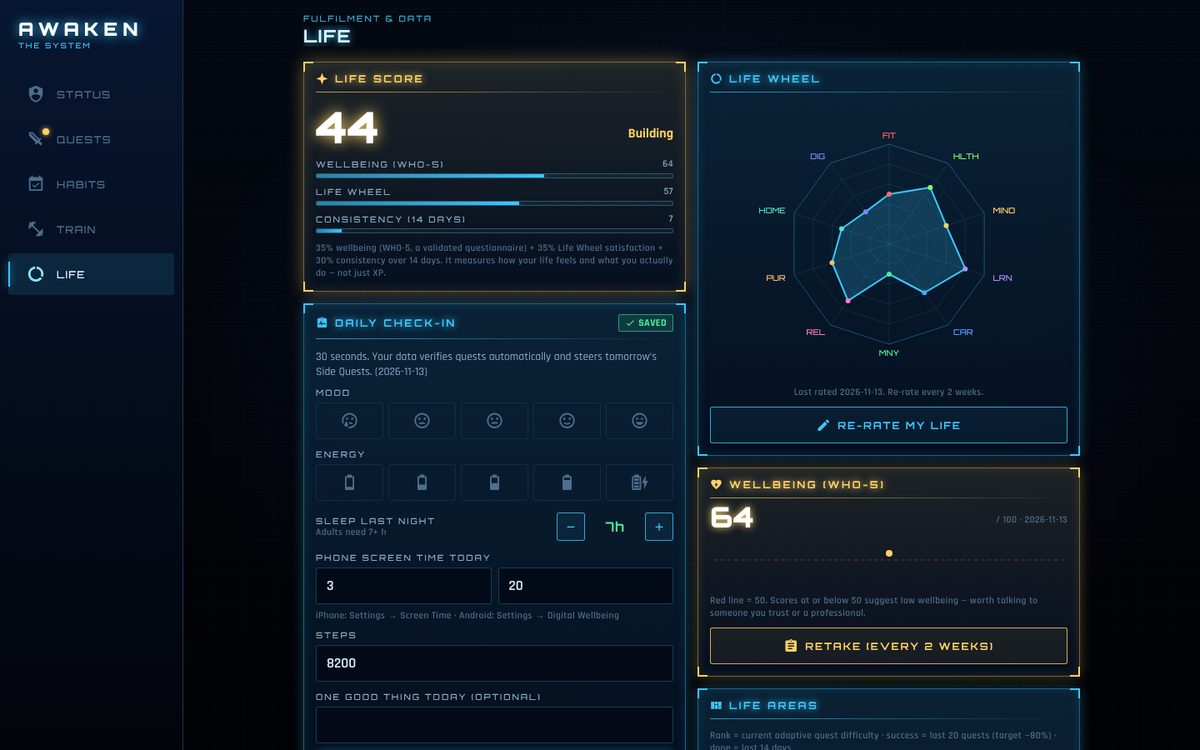 AWAKEN
THE SYSTEM
STATUS
QUESTS
HABITS
TRAIN
LIFE
FULFILMENT & DATA
LIFE
LIFE SCORE
44
Building
WELLBEING (WHO-5)
64
LIFE WHEEL
57
CONSISTENCY (14 DAYS)
7
35% wellbeing (WHO-5, a validated questionnaire) + 35% Life Wheel satisfaction +
30% consistency over 14 days. It measures how your life feels and what you actually
do — not just XP.
DAILY CHECK-IN
SAVED
30 seconds. Your data verifies quests automatically and steers tomorrow's
Side Quests. (2026-11-13)
MOOD
ENERGY
SLEEP LAST NIGHT
Adults need 7+ h
−
7h
+
PHONE SCREEN TIME TODAY
3
20
iPhone: Settings → Screen Time · Android: Settings → Digital Wellbeing
STEPS
8200
ONE GOOD THING TODAY (OPTIONAL)
LIFE WHEEL
FIT
HLTH
MIND
LRN
CAR
MNY
REL
PUR
HOME
DIG
Last rated 2026-11-13. Re-rate every 2 weeks.
RE-RATE MY LIFE
WELLBEING (WHO-5)
64
/ 100 · 2026-11-13
Red line = 50. Scores at or below 50 suggest low wellbeing — worth talking to
someone you trust or a professional.
RETAKE (EVERY 2 WEEKS)
LIFE AREAS
Rank = current adaptive quest difficulty · success = last 20 quests (target ~80%) ·
done = last 14 days